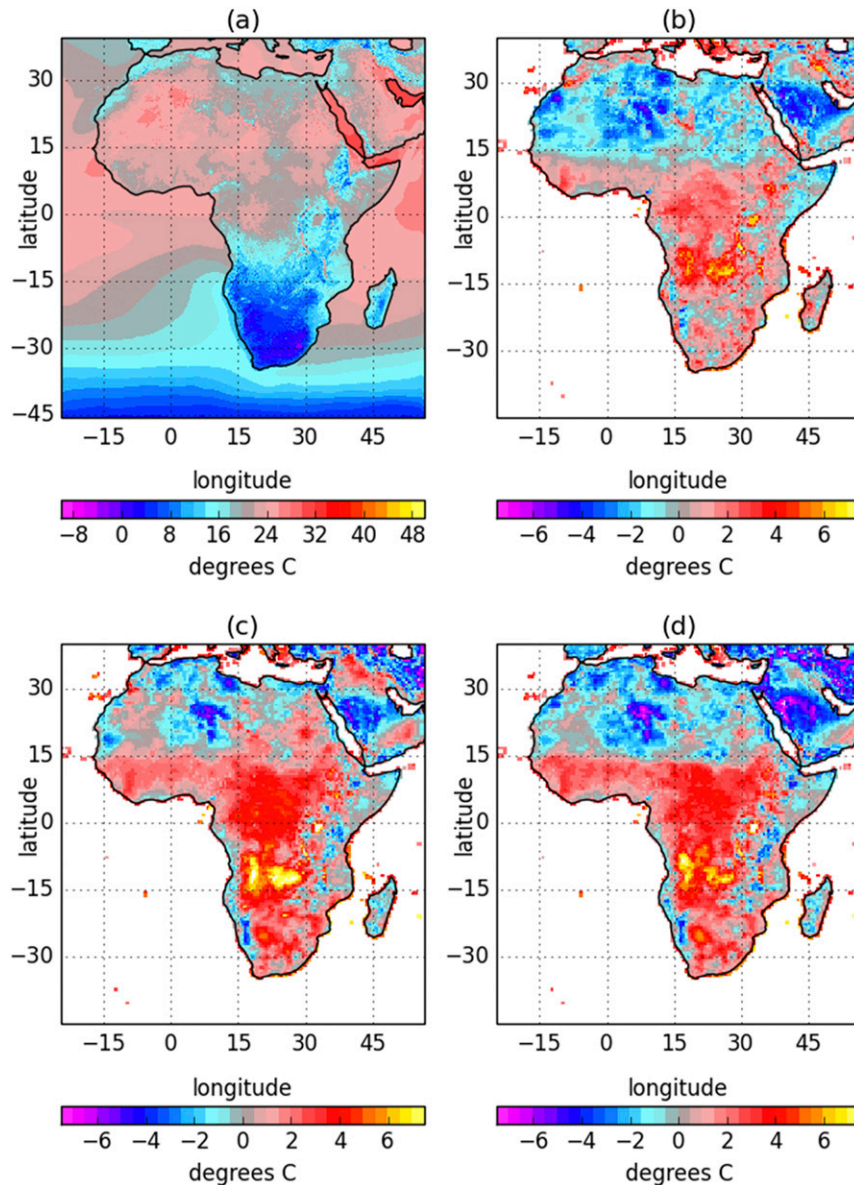 (a) (b)
30 30
15 15
0 0
−15 −15
−30 −30
−45
latitude latitude
−15 0 15 30 45 −15 0 15 30 45
longitude longitude
−8 0 8 16 24 32 40 48 −6 −4 −2 0 2 4 6
degrees C degrees C
(c) (d)
30 30
15 15
0 0
−15 −15
−30 −30
latitude latitude
−15 0 15 30 45 −15 0 15 30 45
longitude longitude
−6 −4 −2 0 2 4 6 −6 −4 −2 0 2 4 6
degrees C degrees C